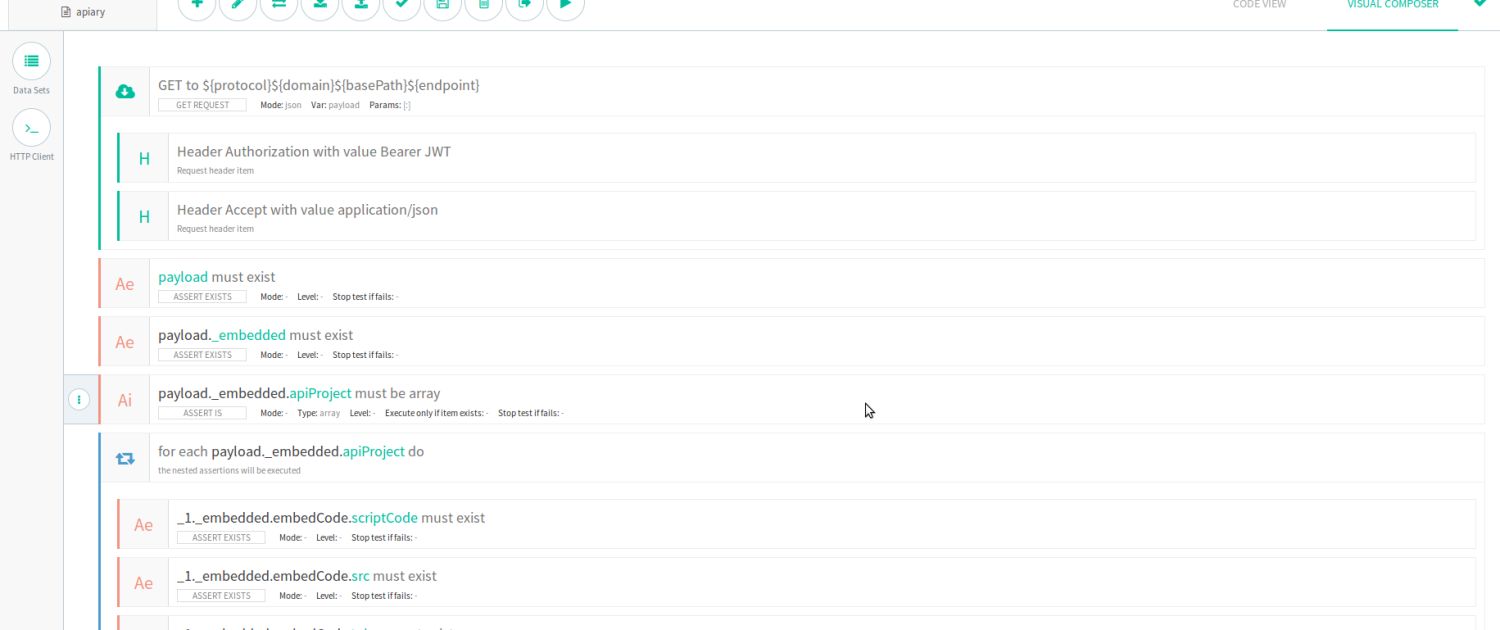 apiary
CODE VIEW
VISUAL COMPOSER
Data Sets
>_
HTTP Client
GET to ${protocol}${domain}${basePath}${endpoint}
GET REQUEST Mode: json Var: payload Params: [:]
H
Header Authorization with value Bearer JWT
Request header item
H
Header Accept with value application/json
Request header item
Ae
payload must exist
ASSERT EXISTS Mode: - Level: - Stop test if fails: -
Ae
payload._embedded must exist
ASSERT EXISTS Mode: - Level: - Stop test if fails: -
Ai
payload._embedded.apiProject must be array
ASSERT IS Mode: - Type: array Level: - Execute only if item exists: - Stop test if fails: -
for each payload._embedded.apiProject do
the nested assertions will be executed
Ae
_1._embedded.embedCode.scriptCode must exist
ASSERT EXISTS Mode: - Level: - Stop test if fails: -
Ae
_1._embedded.embedCode.src must exist
ASSERT EXISTS Mode: - Level: - Stop test if fails: -